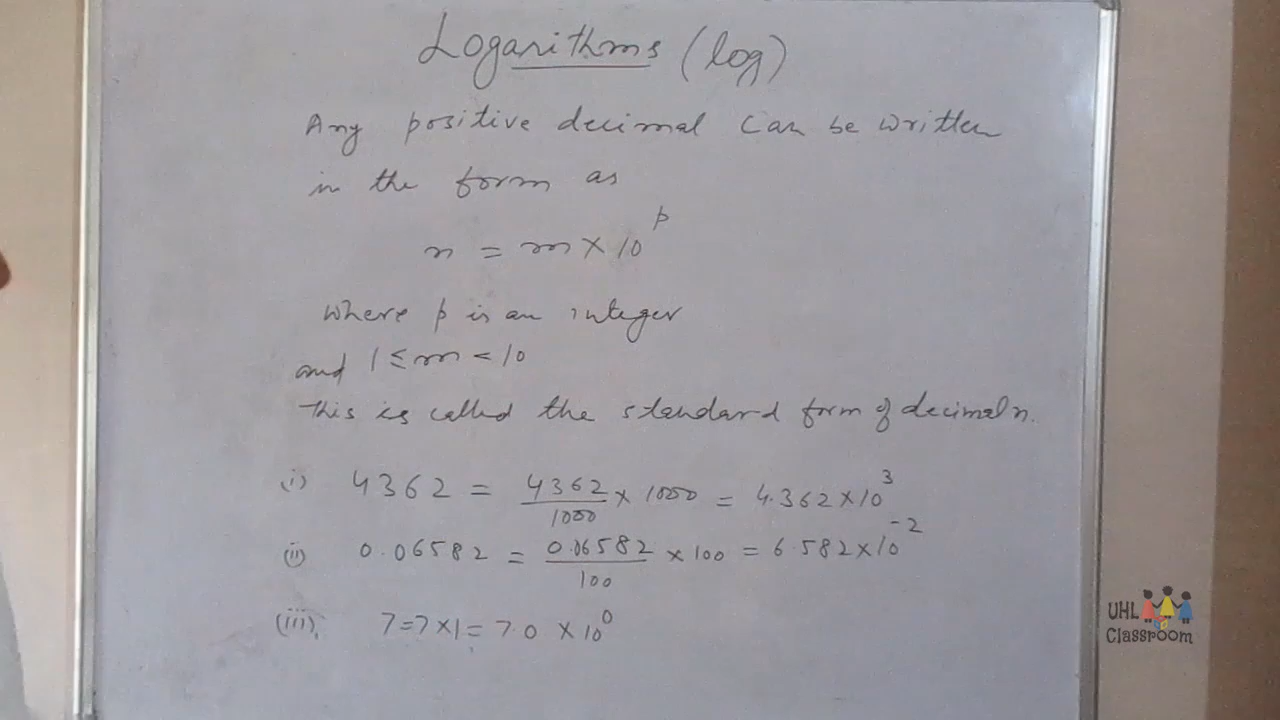 Logarithms (log)
Any positive decimal can be written
in the form as
n = m × 10^p
where p is an integer
and 1 ≤ m < 10
This is called the standard form of decimal n.
(i) 4362 = 4362/1000 × 1000 = 4.362 × 10^3
(ii) 0.06582 = 0.06582/100 × 100 = 6.582 × 10^-2
(iii), 7 = 7 × 1 = 7.0 × 10^0
UHL
Classroom